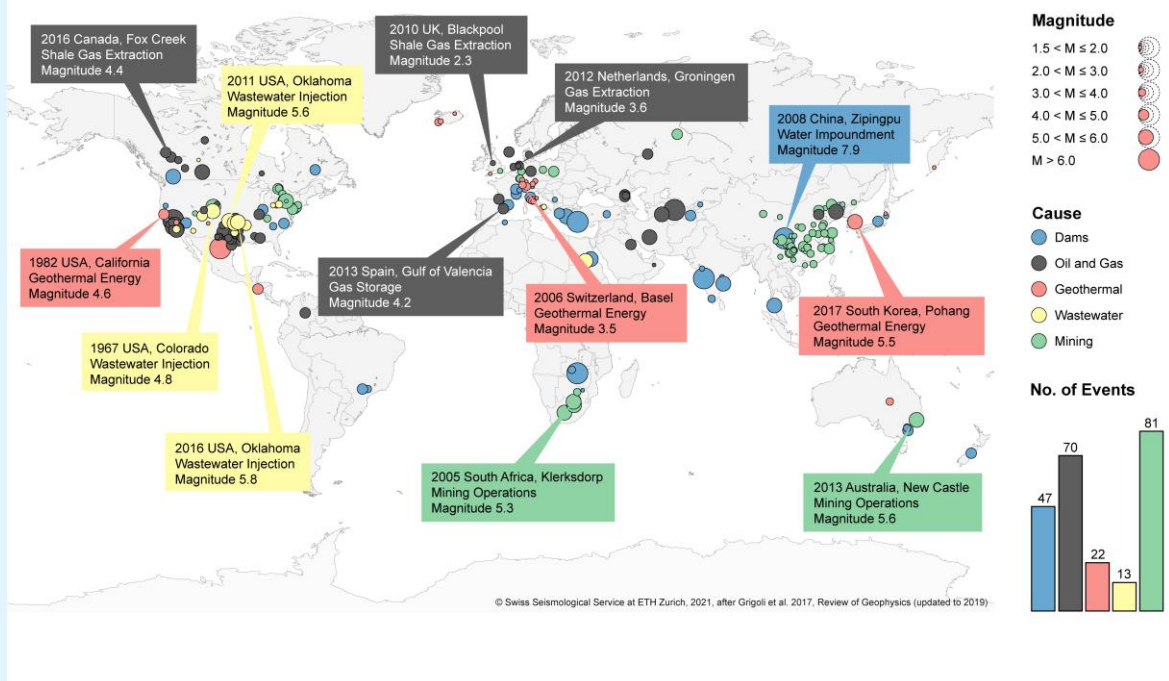 2016 Canada, Fox Creek
Shale Gas Extraction
Magnitude 4.4
2011 USA, Oklahoma
Wastewater Injection
Magnitude 5.6
2010 UK, Blackpool
Shale Gas Extraction
Magnitude 2.3
2012 Netherlands, Groningen
Gas Extraction
Magnitude 3.6
2008 China, Zipingpu
Water Impoundment
Magnitude 7.9
1982 USA, California
Geothermal Energy
Magnitude 4.6
2013 Spain, Gulf of Valencia
Gas Storage
Magnitude 4.2
2006 Switzerland, Basel
Geothermal Energy
Magnitude 3.5
2017 South Korea, Pohang
Geothermal Energy
Magnitude 5.5
1967 USA, Colorado
Wastewater Injection
Magnitude 4.8
2016 USA, Oklahoma
Wastewater Injection
Magnitude 5.8
2005 South Africa, Klerksdorp
Mining Operations
Magnitude 5.3
2013 Australia, New Castle
Mining Operations
Magnitude 5.6
© Swiss Seismological Service at ETH Zurich, 2021, after Grigoli et al. 2017, Review of Geophysics (updated to 2019)
Magnitude
1.5 < M ≤ 2.0
2.0 < M ≤ 3.0
3.0 < M ≤ 4.0
4.0 < M ≤ 5.0
5.0 < M ≤ 6.0
M > 6.0
Cause
Dams
Oil and Gas
Geothermal
Wastewater
Mining
No. of Events
47
70
22
13
81